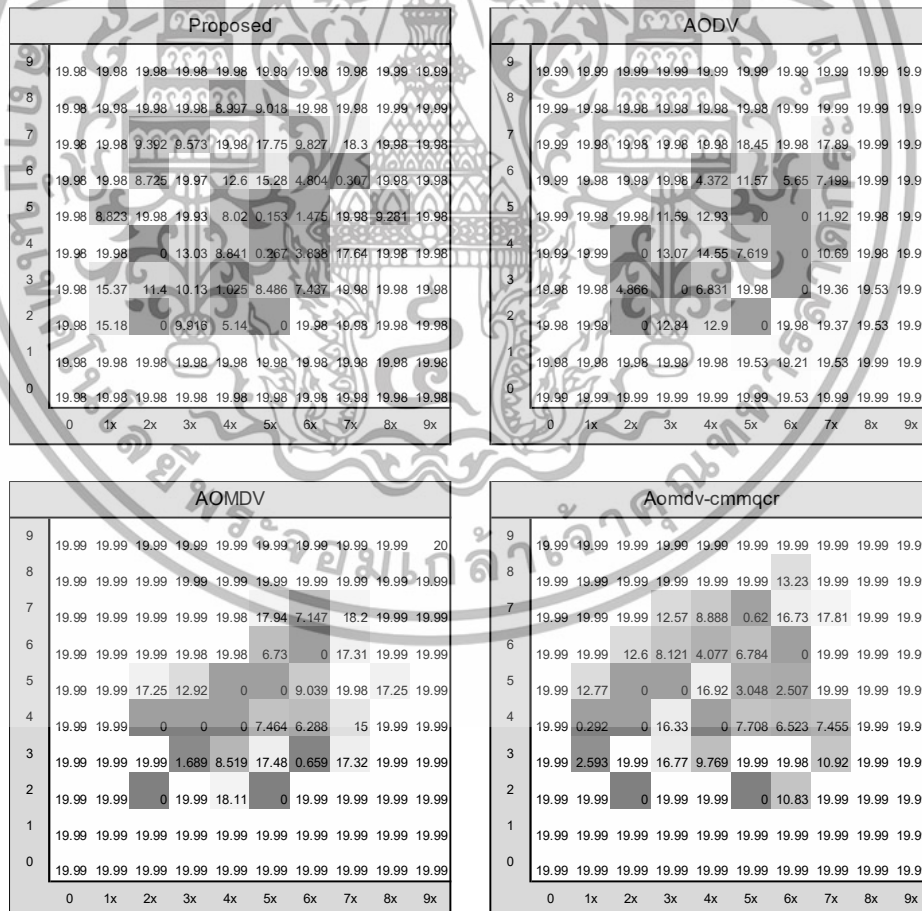 Proposed
9 19.98 19.98 19.98 19.98 19.98 19.98 19.98 19.98 19.99 19.99
8 19.98 19.98 19.98 19.98 8.997 9.018 19.98 19.98 19.99 19.99
7 19.98 19.98 9.392 9.573 19.98 17.75 9.827 18.3 19.98 19.98
6 19.98 19.98 8.725 19.97 12.6 15.28 4.804 0.307 19.98 19.98
5 19.98 8.823 19.98 19.93 8.02 0.153 1.475 19.98 9.281 19.98
4 19.98 19.98 0 13.03 8.841 0.267 3.838 17.64 19.98 19.98
3 19.98 15.37 11.4 10.13 1.025 8.486 7.437 19.98 19.98 19.98
2 19.98 15.18 0 9.916 5.14 0 19.98 19.98 19.98 19.98
1 19.98 19.98 19.98 19.98 19.98 19.98 19.98 19.98 19.98 19.98
0 19.98 19.98 19.98 19.98 19.98 19.98 19.98 19.98 19.98 19.98
0 1x 2x 3x 4x 5x 6x 7x 8x 9x
AODV
9 19.99 19.99 19.99 19.99 19.99 19.99 19.99 19.99 19.99 19.9
8 19.99 19.98 19.98 19.98 19.98 19.98 19.99 19.99 19.99 19.9
7 19.99 19.98 19.98 19.98 19.98 18.45 19.98 17.89 19.99 19.9
6 19.99 19.98 19.98 19.98 4.372 11.57 5.65 7.199 19.99 19.9
5 19.99 19.98 19.98 11.59 12.93 0 0 11.92 19.98 19.9
4 19.99 19.99 0 13.07 14.55 7.619 0 10.69 19.98 19.9
3 19.98 19.98 4.866 0 6.831 19.98 0 19.36 19.53 19.9
2 19.98 19.98 0 12.84 12.9 0 19.98 19.37 19.53 19.9
1 19.98 19.98 19.98 19.98 19.98 19.53 19.21 19.53 19.99 19.9
0 19.99 19.99 19.99 19.99 19.99 19.99 19.53 19.99 19.99 19.9
0 1x 2x 3x 4x 5x 6x 7x 8x 9x
AOMDV
9 19.99 19.99 19.99 19.99 19.99 19.99 19.99 19.99 19.99 20
8 19.99 19.99 19.99 19.99 19.99 19.99 19.99 19.99 19.99 19.99
7 19.99 19.99 19.99 19.99 19.98 17.94 7.147 18.2 19.99 19.99
6 19.99 19.99 19.99 19.98 19.98 6.73 0 17.31 19.99 19.99
5 19.99 19.99 17.25 12.92 0 0 9.039 19.98 17.25 19.99
4 19.99 19.99 0 0 0 7.464 6.288 15 19.99 19.99
3 19.99 19.99 19.99 1.689 8.519 17.48 0.659 17.32 19.99 19.99
2 19.99 19.99 0 19.99 18.11 0 19.99 19.99 19.99 19.99
1 19.99 19.99 19.99 19.99 19.99 19.99 19.99 19.99 19.99 19.99
0 19.99 19.99 19.99 19.99 19.99 19.99 19.99 19.99 19.99 19.99
0 1x 2x 3x 4x 5x 6x 7x 8x 9x
Aomdv-cmmqcr
9 19.99 19.99 19.99 19.99 19.99 19.99 19.99 19.99 19.99 19.9
8 19.99 19.99 19.99 19.99 19.99 19.99 13.23 19.99 19.99 19.9
7 19.99 19.99 19.99 12.57 8.888 0.62 16.73 17.81 19.99 19.9
6 19.99 19.99 12.6 8.121 4.077 6.784 0 19.99 19.99 19.9
5 19.99 12.77 0 0 16.92 3.048 2.507 19.99 19.99 19.9
4 19.99 0.292 0 16.33 0 7.708 6.523 7.455 19.99 19.9
3 19.99 2.593 19.99 16.77 9.769 19.99 19.98 10.92 19.99 19.9
2 19.99 19.99 0 19.99 19.99 0 10.83 19.99 19.99 19.9
1 19.99 19.99 19.99 19.99 19.99 19.99 19.99 19.99 19.99 19.9
0 19.99 19.99 19.99 19.99 19.99 19.99 19.99 19.99 19.99 19.9
0 1x 2x 3x 4x 5x 6x 7x 8x 9x